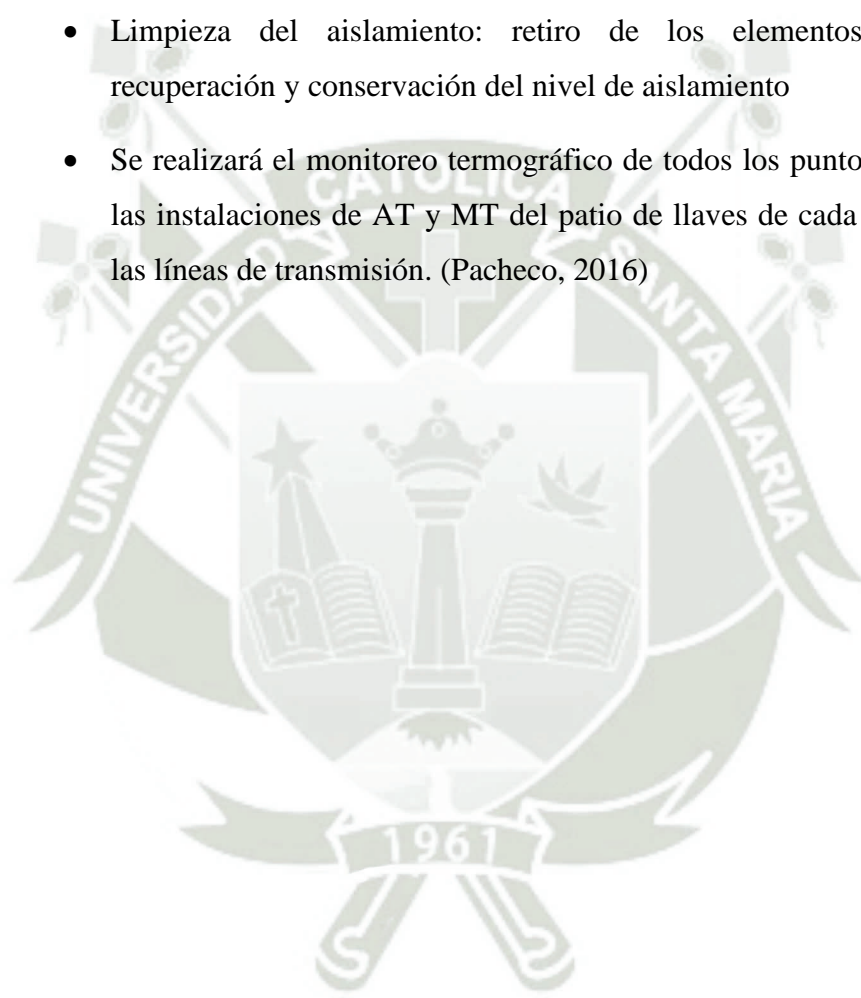 • Limpieza del aislamiento: retiro de los elementos
recuperación y conservación del nivel de aislamiento
• Se realizará el monitoreo termográfico de todos los punto
las instalaciones de AT y MT del patio de llaves de cada
las líneas de transmisión. (Pacheco, 2016)
UNIVERSIDAD CATOLICA SANTA MARIA
1961